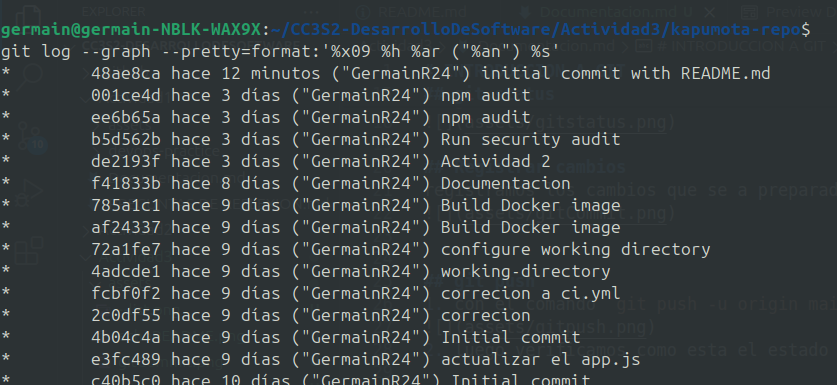 germain@germain-NBLK-WAX9X:~/CC3S2-DesarrolloDeSoftware/Actividad3/kapumota-repo$
git log --graph --pretty=format:'%x09 %h %ar ("%an") %s'
* 48ae8ca hace 12 minutos ("GermainR24") initial commit with README.md
* 001ce4d hace 3 días ("GermainR24") npm audit
* ee6b65a hace 3 días ("GermainR24") npm audit
* b5d562b hace 3 días ("GermainR24") Run security audit
* de2193f hace 3 días ("GermainR24") Actividad 2
* f41833b hace 8 días ("GermainR24") Documentacion
* 785a1c1 hace 9 días ("GermainR24") Build Docker image
* af24337 hace 9 días ("GermainR24") Build Docker image
* 72a1fe7 hace 9 días ("GermainR24") configure working directory
* 4adcde1 hace 9 días ("GermainR24") working-directory
* fcbf0f2 hace 9 días ("GermainR24") correcion a ci.yml
* 2c0df55 hace 9 días ("GermainR24") correcion
* 4b04c4a hace 9 días ("GermainR24") Initial commit
* e3fc489 hace 9 días ("GermainR24") actualizar el app.js
* c40b5c0 hace 10 días ("GermainR24") Initial commit